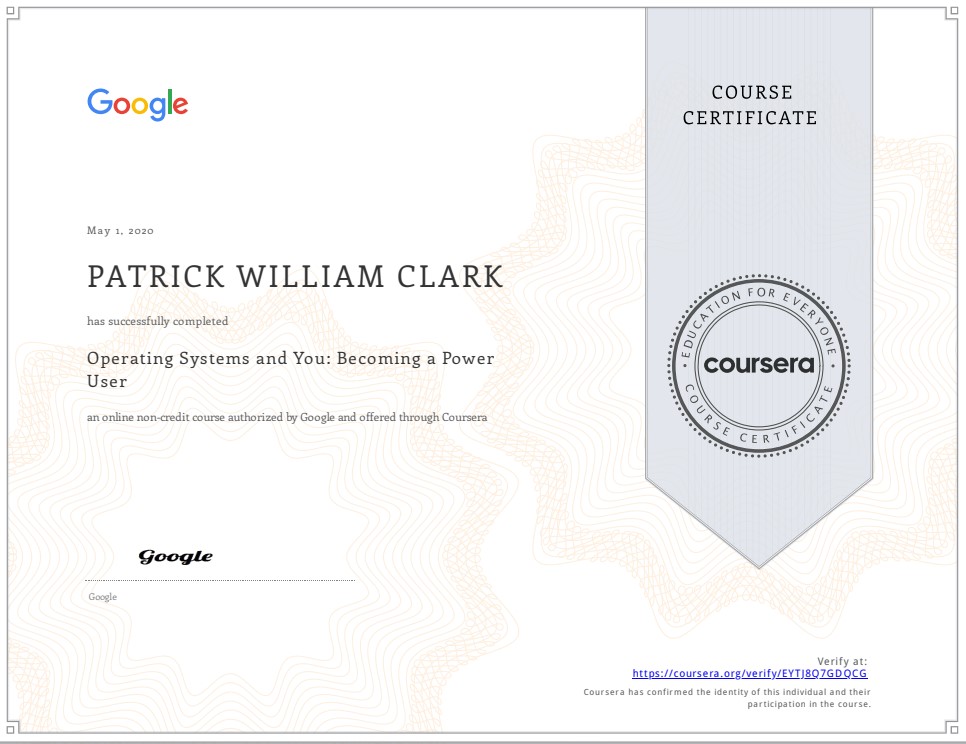 Google
COURSE
CERTIFICATE
May 1, 2020
PATRICK WILLIAM CLARK
has successfully completed
Operating Systems and You: Becoming a Power
User
an online non-credit course authorized by Google and offered through Coursera
EDUCATION FOR EVERYONE
coursera
COURSE CERTIFICATE
Google
Google
Verify at:
https://coursera.org/verify/EYTJ8Q7GDQCG
Coursera has confirmed the identity of this individual and their
participation in the course.